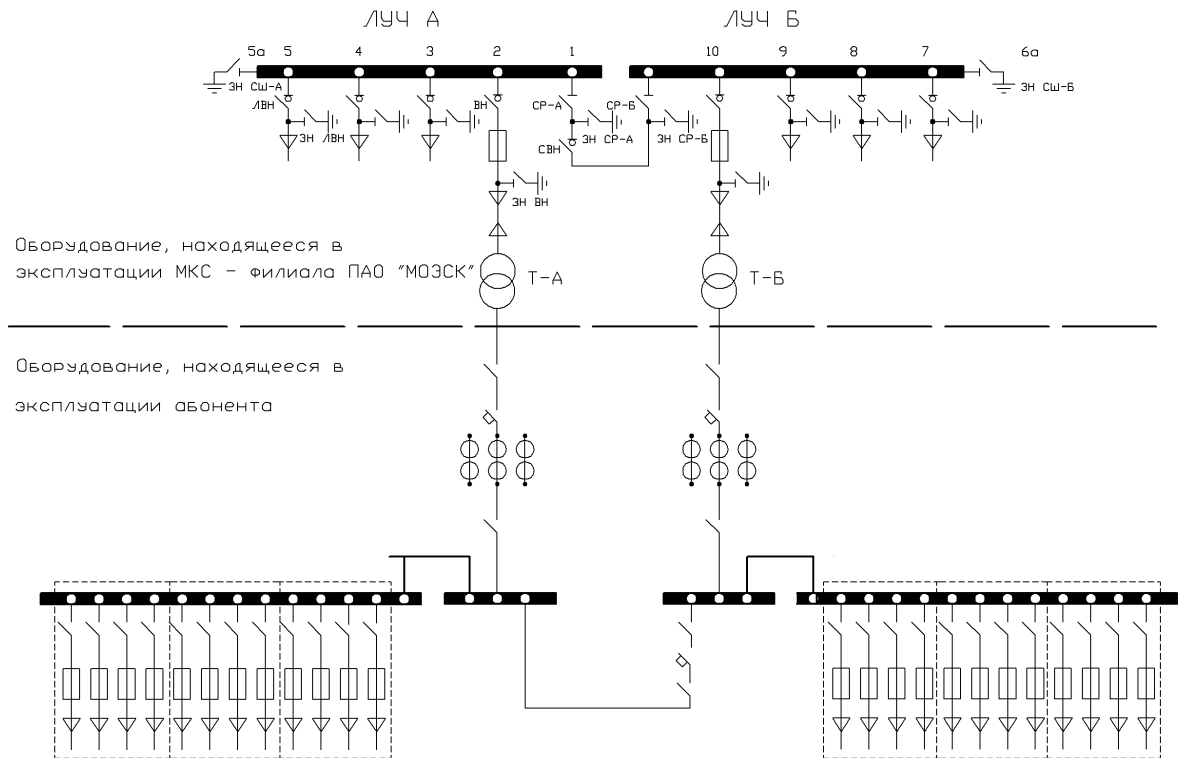 ЛУЧ А
ЛУЧ Б
5а 5 4 3 2 1 10 9 8 7 6а
ЗН СШ-А
ЗН СШ-Б
ЛВН
ВН
СР-А
СР-Б
ЗН ЛВН
ЗН СР-А
ЗН СР-Б
СВН
ЗН ВН
Оборудование, находящееся в
эксплуатации МКС - филиала ПАО "МОЭСК"
Т-А
Т-Б
Оборудование, находящееся в
эксплуатации абонента